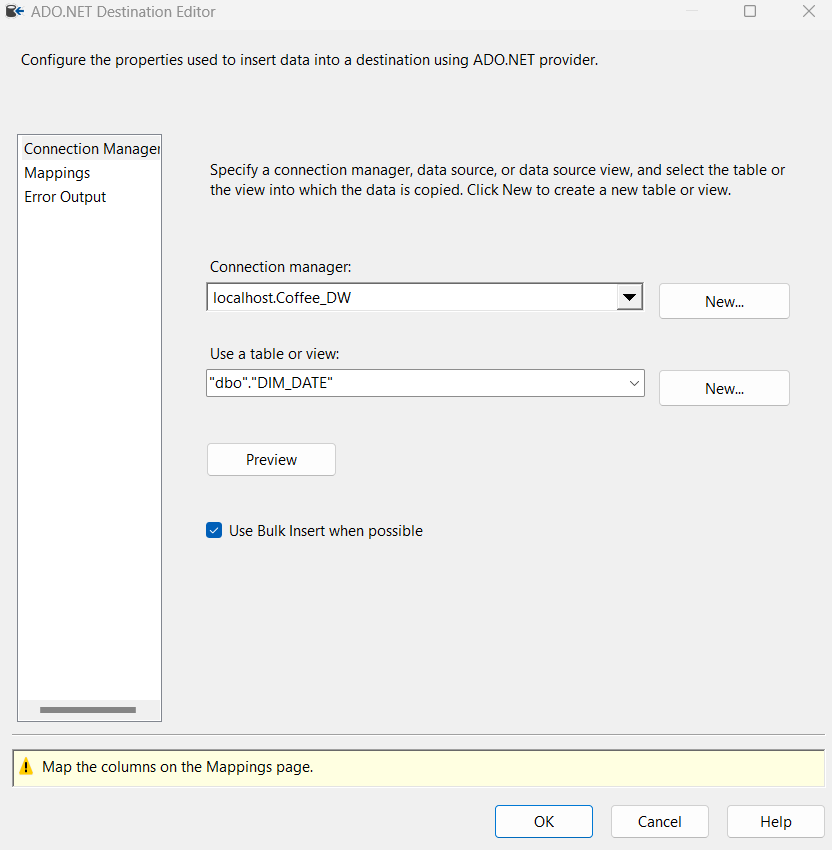 ADO.NET Destination Editor
Configure the properties used to insert data into a destination using ADO.NET provider.
Connection Manager
Mappings
Error Output
Specify a connection manager, data source, or data source view, and select the table or
the view into which the data is copied. Click New to create a new table or view.
Connection manager:
localhost.Coffee_DW
New...
Use a table or view:
"dbo"."DIM_DATE"
New...
Preview
Use Bulk Insert when possible
Map the columns on the Mappings page.
OK
Cancel
Help